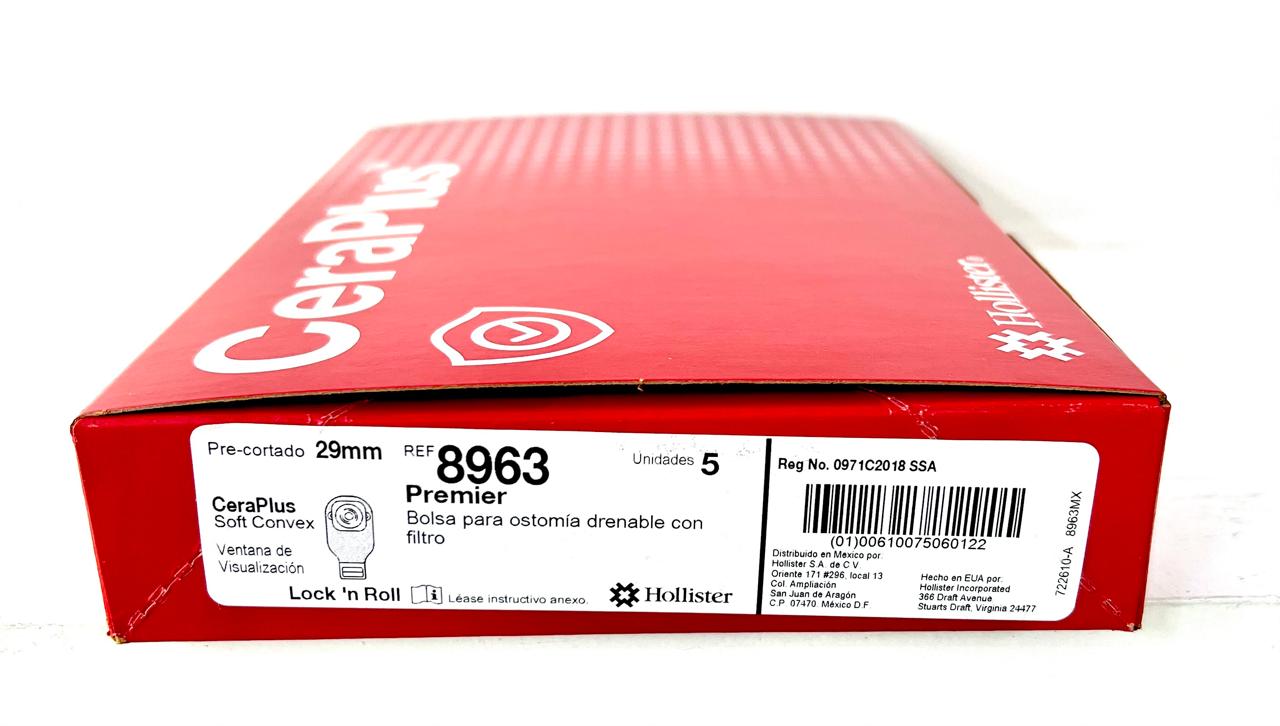 CeraPlus™
Hollister®
Pre-cortado 29mm
REF 8963
Unidades 5
Premier
Bolsa para ostomía drenable con
filtro
CeraPlus
Soft Convex
Ventana de
Visualización
Lock 'n Roll
Léase instructivo anexo.
Hollister
Reg No. 0971C2018 SSA
(01)00610075060122
Distribuido en Mexico por:
Hollister S.A. de C.V.
Oriente 171 #296, local 13
Col. Ampliación
San Juan de Aragón
C.P. 07470. México D.F.
Hecho en EUA por:
Hollister Incorporated
366 Draft Avenue
Stuarts Draft, Virginia 24477
722610-A 8963MX